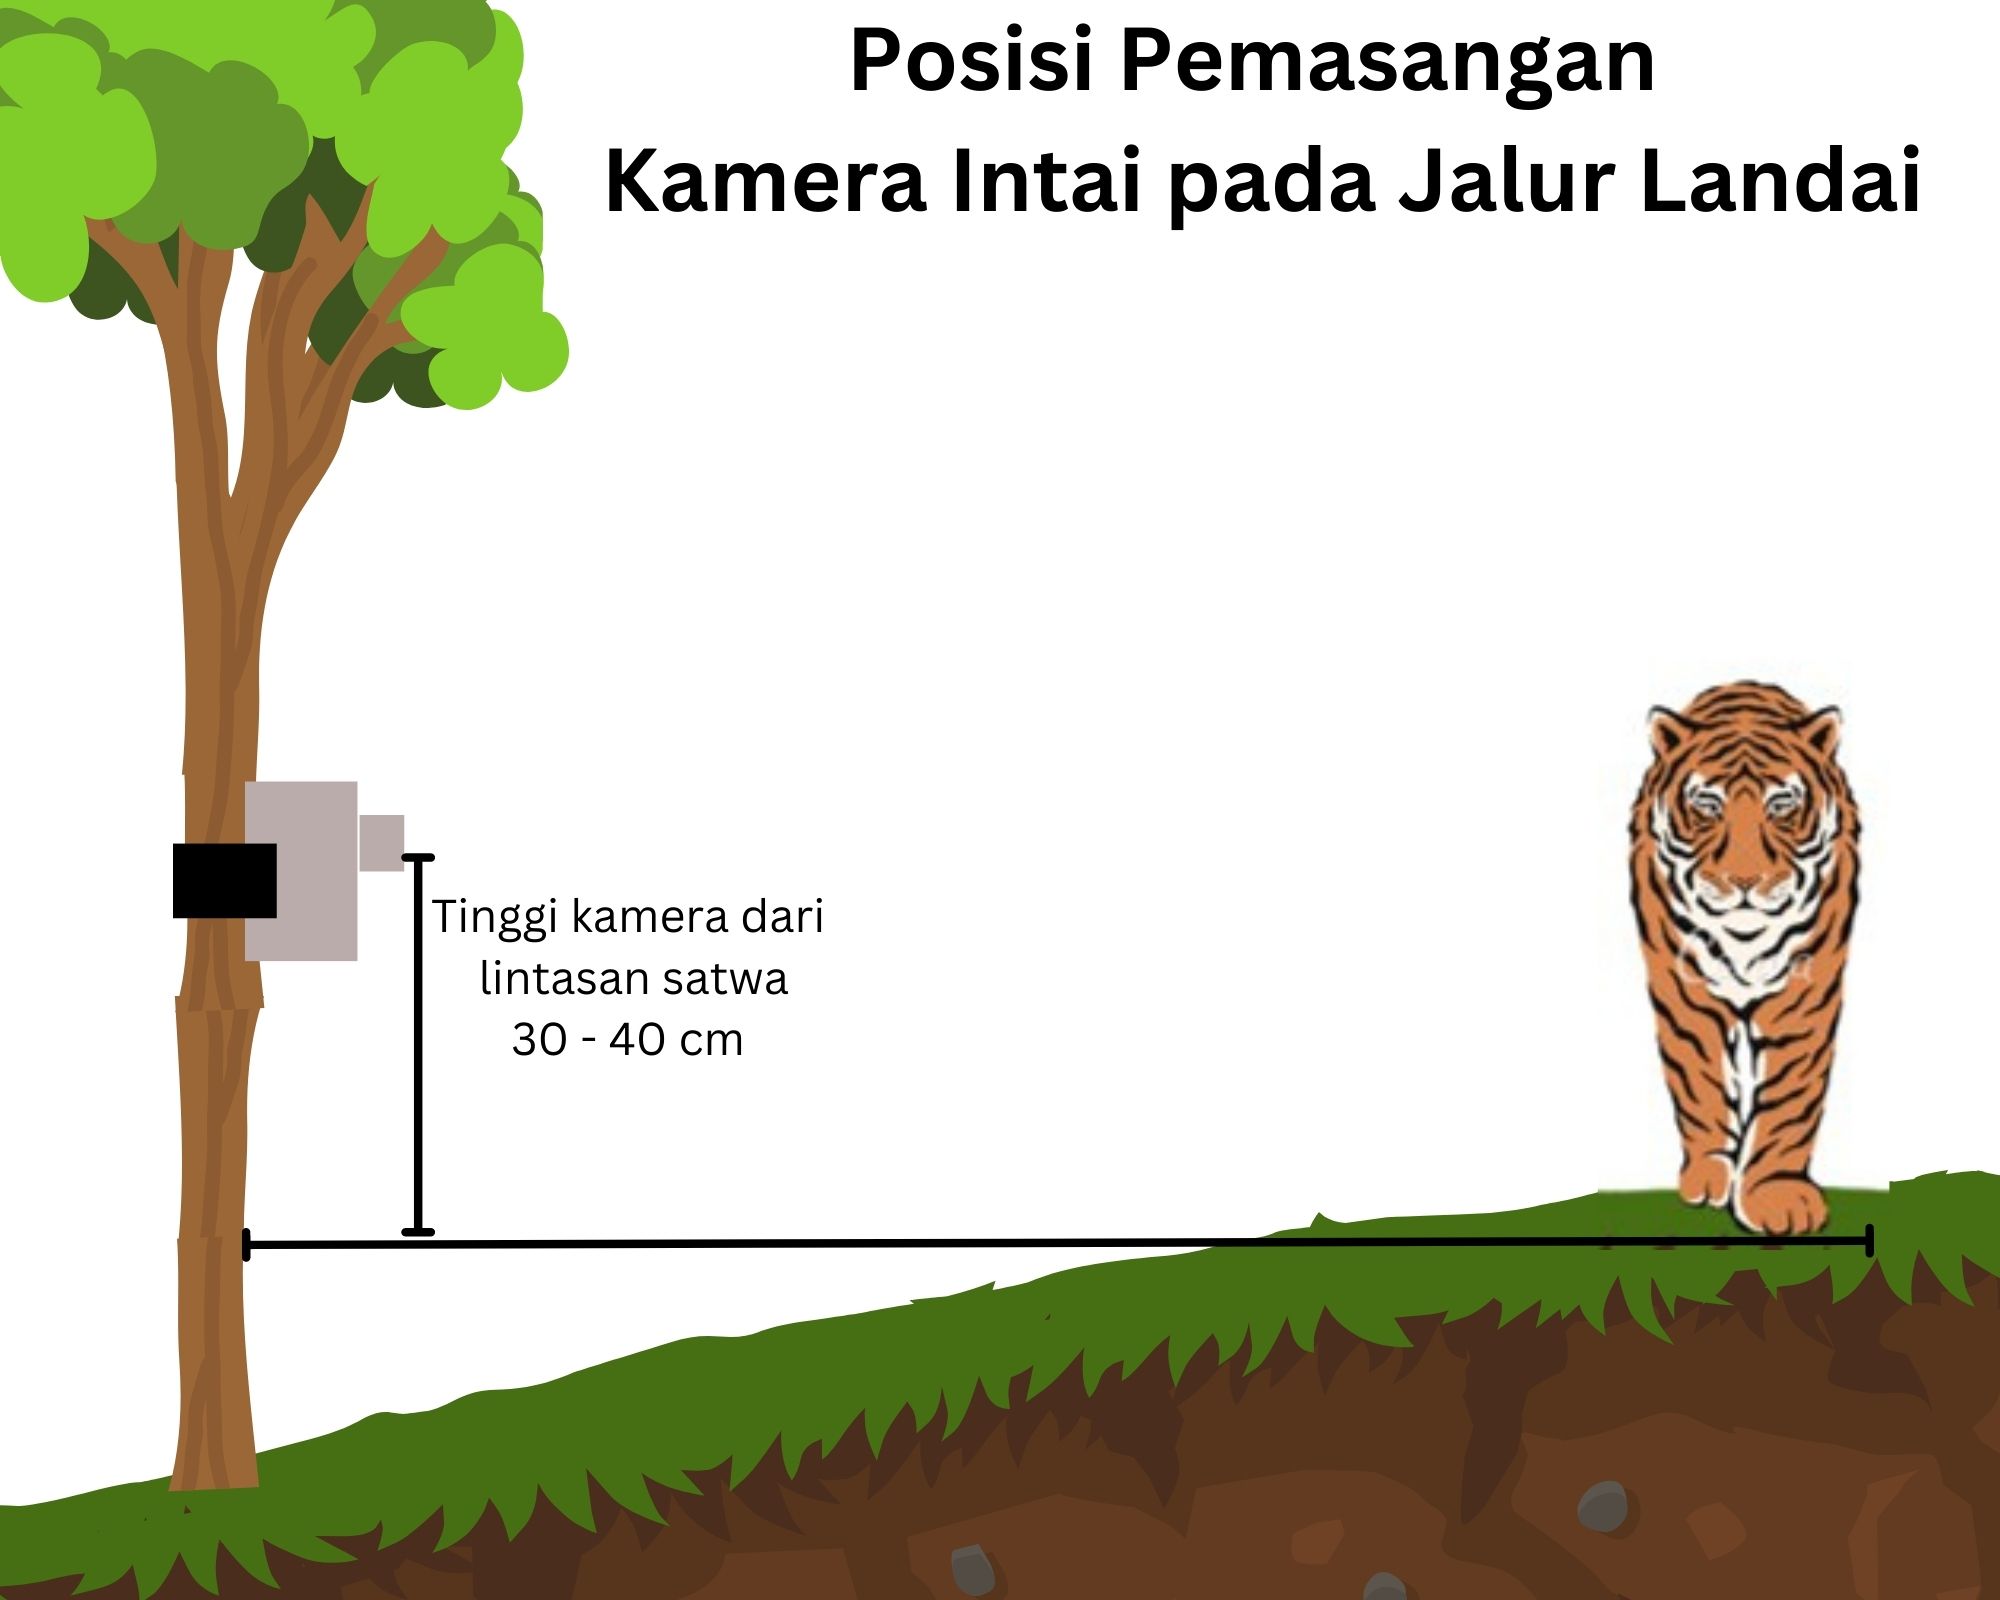 Posisi Pemasangan
Kamera Intai pada Jalur Landai
Tinggi kamera dari
lintasan satwa
30 - 40 cm